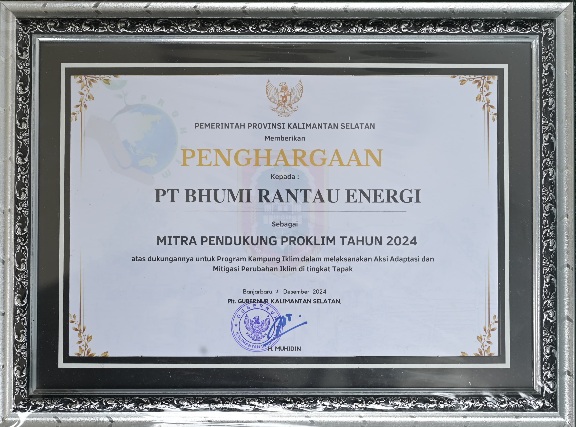 PEMERINTAH PROVINSI KALIMANTAN SELATAN
Memberikan
PENGHARGAAN
Kepada :
PT BHUMI RANTAU ENERGI
Sebagai
MITRA PENDUKUNG PROKLIM TAHUN 2024
atas dukungannya untuk Program Kampung Iklim dalam melaksanakan Aksi Adaptasi dan
Mitigasi Perubahan Iklim di tingkat Tapak
Banjarbaru, Desember 2024
Plt. GUBERNUR KALIMANTAN SELATAN,
H. MUHIDIN